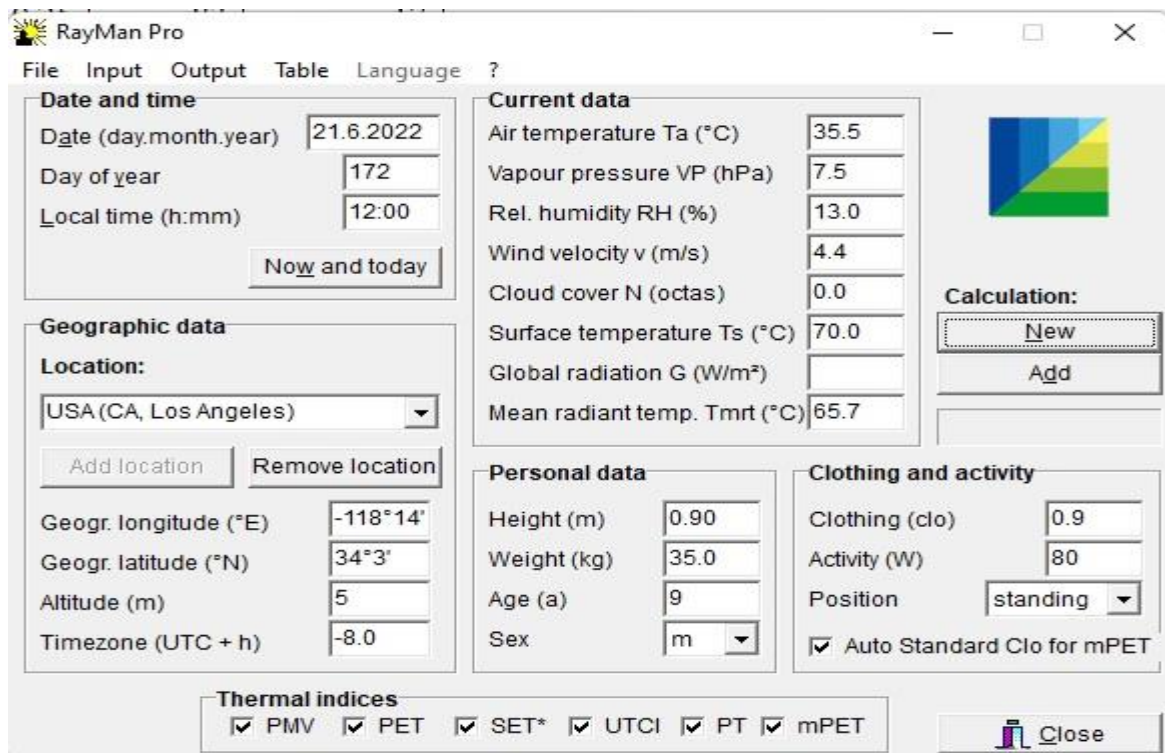 RayMan Pro
File Input Output Table Language ?
Date and time
Date (day.month.year) 21.6.2022
Day of year 172
Local time (h:mm) 12:00
Now and today
Geographic data
Location:
USA (CA, Los Angeles)
Add location Remove location
Geogr. longitude (°E) -118°14'
Geogr. latitude (°N) 34°3'
Altitude (m) 5
Timezone (UTC + h) -8.0
Current data
Air temperature Ta (°C) 35.5
Vapour pressure VP (hPa) 7.5
Rel. humidity RH (%) 13.0
Wind velocity v (m/s) 4.4
Cloud cover N (octas) 0.0
Surface temperature Ts (°C) 70.0
Global radiation G (W/m²)
Mean radiant temp. Tmrt (°C) 65.7
Calculation:
New
Add
Personal data
Height (m) 0.90
Weight (kg) 35.0
Age (a) 9
Sex m
Clothing and activity
Clothing (clo) 0.9
Activity (W) 80
Position standing
Auto Standard Clo for mPET
Thermal indices
PMV PET SET* UTCI PT mPET
Close